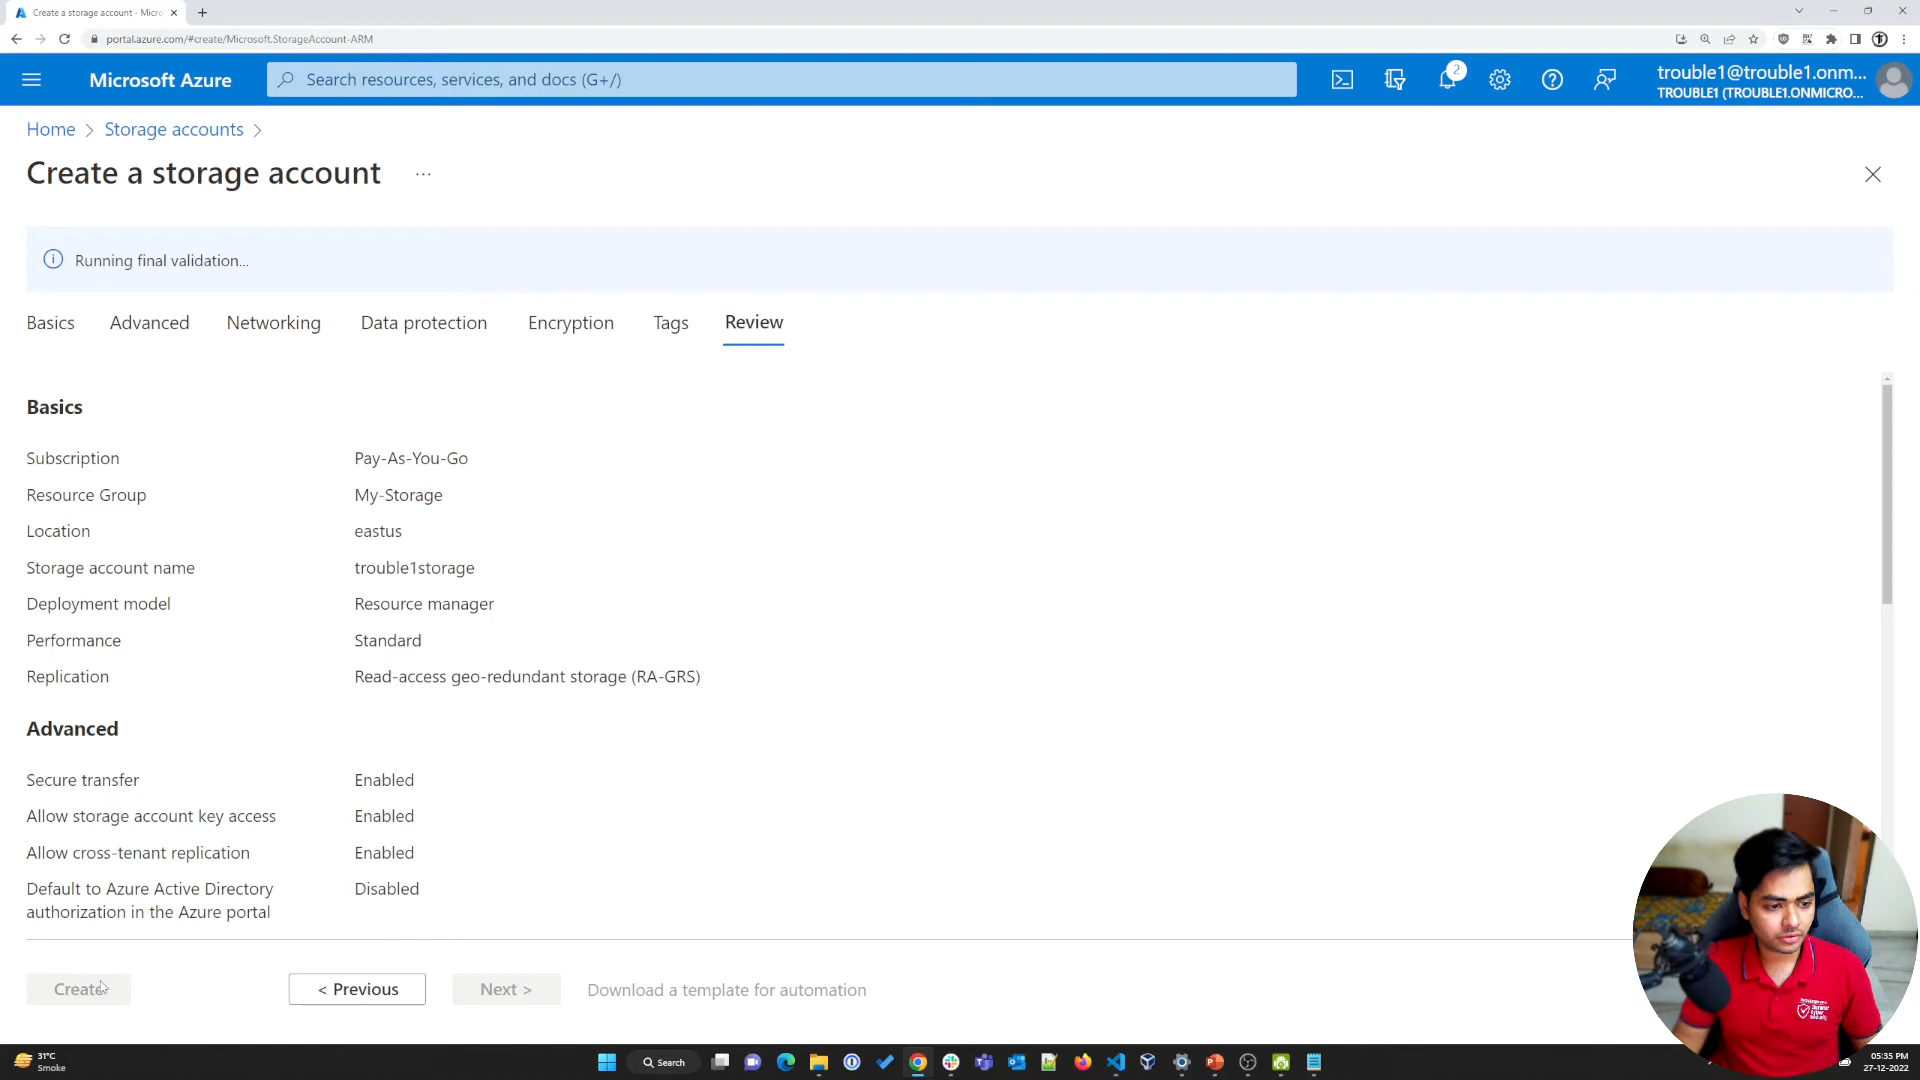 Create a storage account - Micro
portal.azure.com/#create/Microsoft.StorageAccount-ARM
Microsoft Azure
Search resources, services, and docs (G+/)
2
trouble1@trouble1.onm...
TROUBLE1 (TROUBLE1.ONMICRO...
Home > Storage accounts >
Create a storage account ...
Running final validation...
Basics Advanced Networking Data protection Encryption Tags Review
Basics
Subscription Pay-As-You-Go
Resource Group My-Storage
Location eastus
Storage account name trouble1storage
Deployment model Resource manager
Performance Standard
Replication Read-access geo-redundant storage (RA-GRS)
Advanced
Secure transfer Enabled
Allow storage account key access Enabled
Allow cross-tenant replication Enabled
Default to Azure Active Directory Disabled
authorization in the Azure portal
Create < Previous Next > Download a template for automation
31°C
Smoke
Search
05:35 PM
27-12-2022